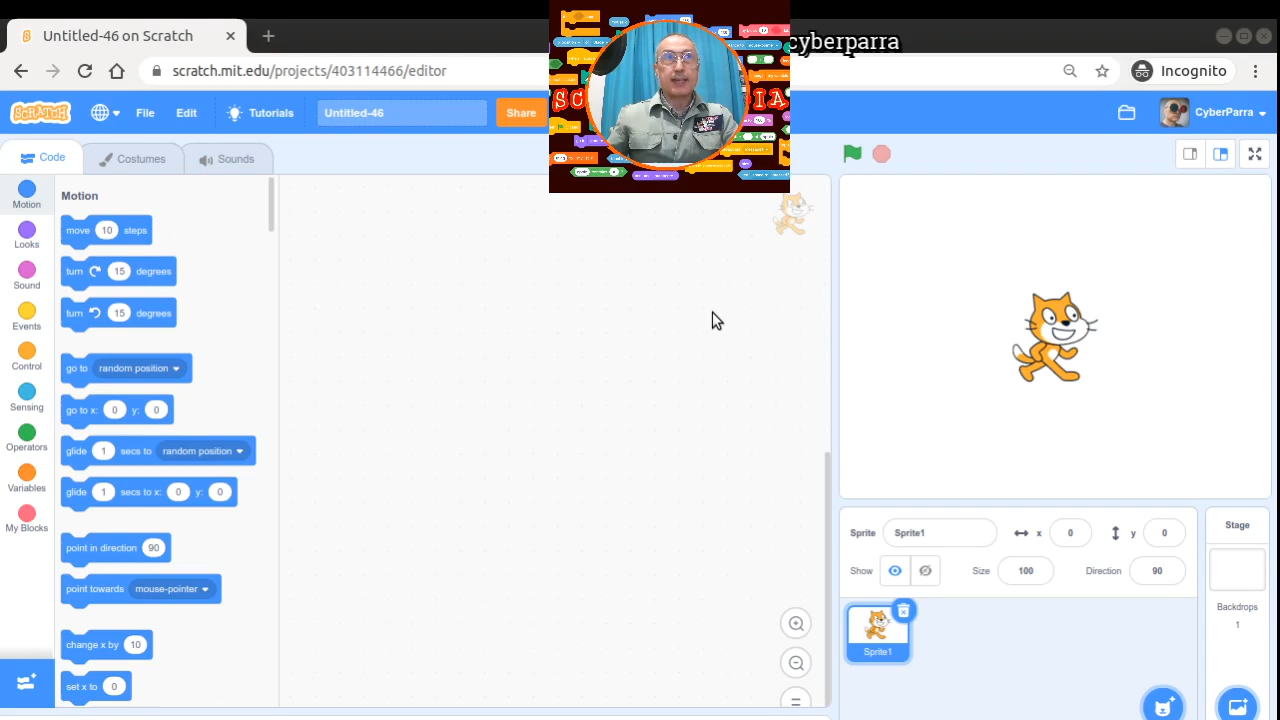 Untitled-46 on Scratch
cyberparra
scratch.mit.edu/projects/403114466/editor
Incognito
SCRATCH
File
Edit
Tutorials
Untitled-46
Share
Code
Costumes
Sounds
SC
IA
Motion
Looks
Sound
Events
Control
Sensing
Operators
Variables
My Blocks
Motion
move 10 steps
turn 15 degrees
turn 15 degrees
go to random position
go to x: 0 y: 0
glide 1 secs to random position
glide 1 secs to x: 0 y: 0
point in direction 90
point towards mouse-pointer
change x by 10
set x to 0
Sprite Sprite1 x 0 y 0
Show Size 100 Direction 90
Sprite1
Stage
Backdrops
1